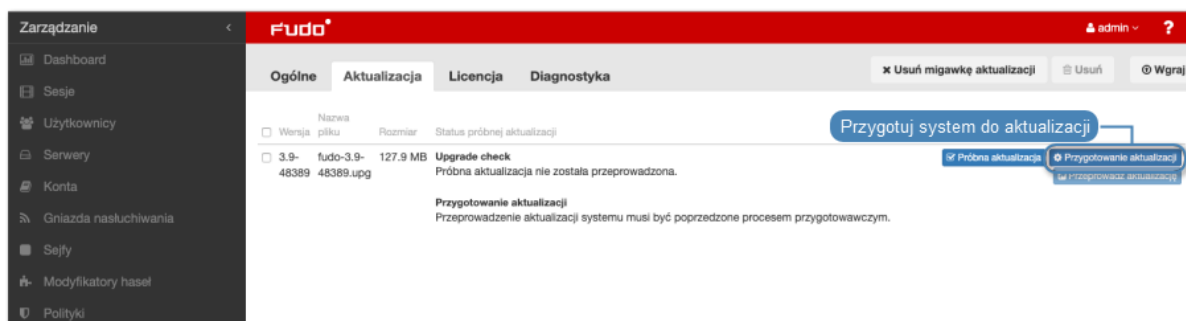 Zarządzanie
Fudo
admin
?
Dashboard
Sesje
Użytkownicy
Serwery
Konta
Gniazda nasłuchiwania
Sejfy
Modyfikatory haseł
Polityki
Ogólne Aktualizacja Licencja Diagnostyka
Usuń migawkę aktualizacji
Usuń
Wgraj
Przygotuj system do aktualizacji
Wersja Nazwa pliku Rozmiar Status próbnej aktualizacji
3.9-48389 fudo-3.9-48389.upg 127.9 MB Upgrade check
Próbna aktualizacja nie została przeprowadzona.
Próbna aktualizacja
Przygotowanie aktualizacji
Przeprowadź aktualizację
Przygotowanie aktualizacji
Przeprowadzenie aktualizacji systemu musi być poprzedzone procesem przygotowawczym.